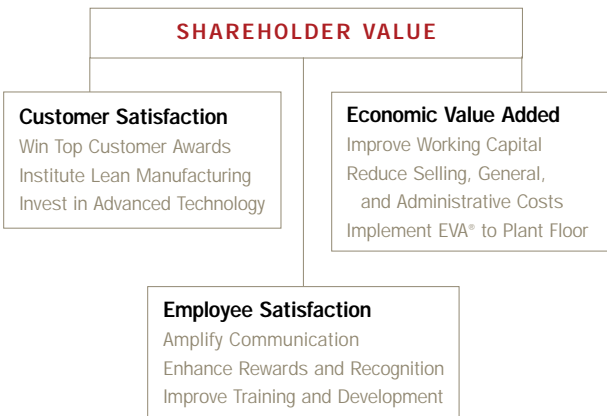 SHAREHOLDER VALUE
Customer Satisfaction
Win Top Customer Awards
Institute Lean Manufacturing
Invest in Advanced Technology
Economic Value Added
Improve Working Capital
Reduce Selling, General,
and Administrative Costs
Implement EVA® to Plant Floor
Employee Satisfaction
Amplify Communication
Enhance Rewards and Recognition
Improve Training and Development